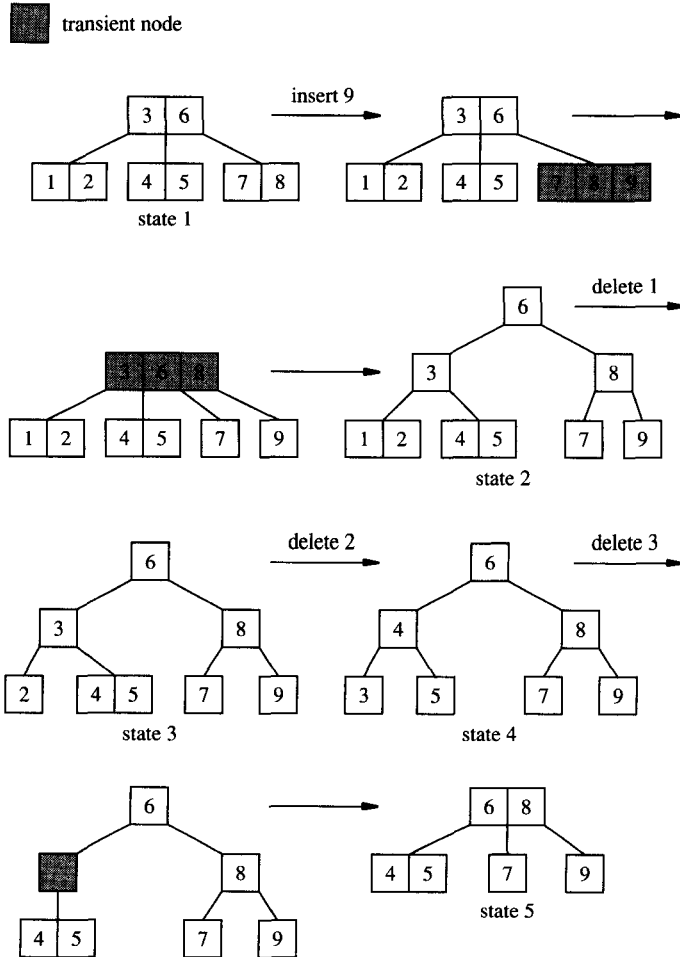 transient node
insert 9
3 6 3 6
1 2 4 5 7 8 1 2 4 5 7 8 9
state 1
delete 1
6
3 6 8 3 8
1 2 4 5 7 9 1 2 4 5 7 9
state 2
delete 2 delete 3
6 6
3 8 4 8
2 4 5 7 9 3 5 7 9
state 3 state 4
6 6 8
8 4 5 7 9
state 5
4 5 7 9